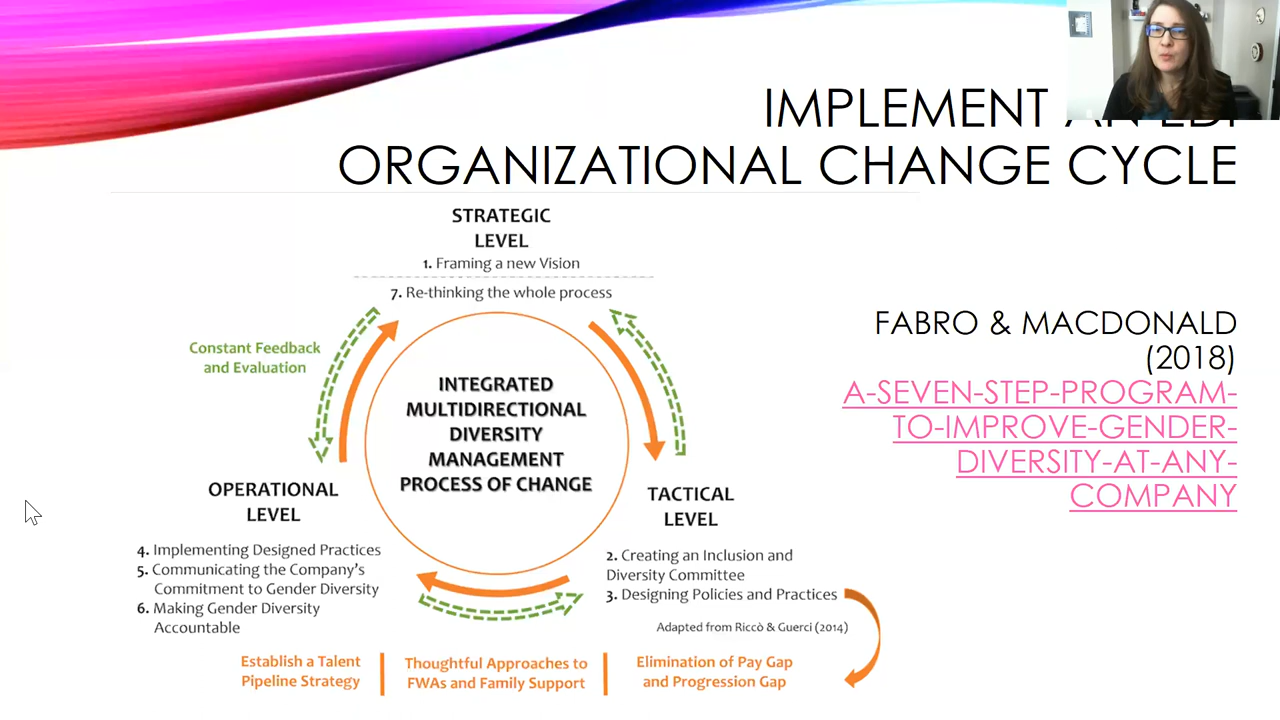 IMPLEMENT
ORGANIZATIONAL CHANGE CYCLE
STRATEGIC
LEVEL
1. Framing a new Vision
7. Re-thinking the whole process
Constant Feedback
and Evaluation
INTEGRATED
MULTIDIRECTIONAL
DIVERSITY
MANAGEMENT
PROCESS OF CHANGE
OPERATIONAL
LEVEL
4. Implementing Designed Practices
5. Communicating the Company's
Commitment to Gender Diversity
6. Making Gender Diversity
Accountable
TACTICAL
LEVEL
2. Creating an Inclusion and
Diversity Committee
3. Designing Policies and Practices
Adapted from Riccò & Guerci (2014)
Establish a Talent
Pipeline Strategy
Thoughtful Approaches to
FWAs and Family Support
Elimination of Pay Gap
and Progression Gap
FABRO & MACDONALD
(2018)
A-SEVEN-STEP-PROGRAM-
TO-IMPROVE-GENDER-
DIVERSITY-AT-ANY-
COMPANY